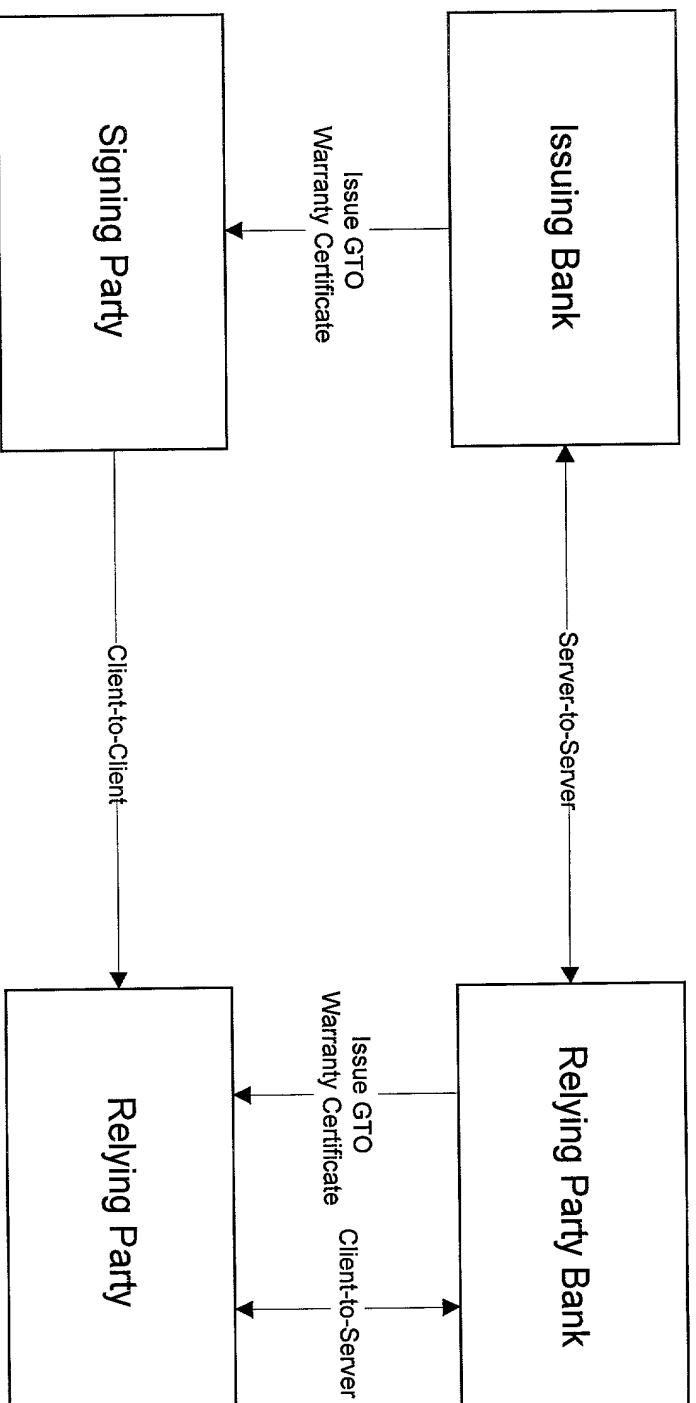 Issuing Bank
Server-to-Server
Relying Party Bank
Issue GTO
Warranty Certificate
Issue GTO
Warranty Certificate
Client-to-Server
Signing Party
Client-to-Client
Relying Party